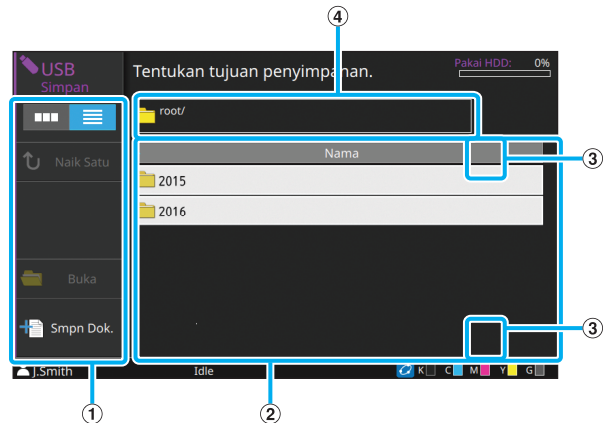 ④
USB
Simpan
Tentukan tujuan penyimpanan.
Pakai HDD: 0%
root/
Nama
③
Naik Satu
2015
2016
Buka
Smpn Dok.
③
J.Smith
Idle
K C M Y G
①
②